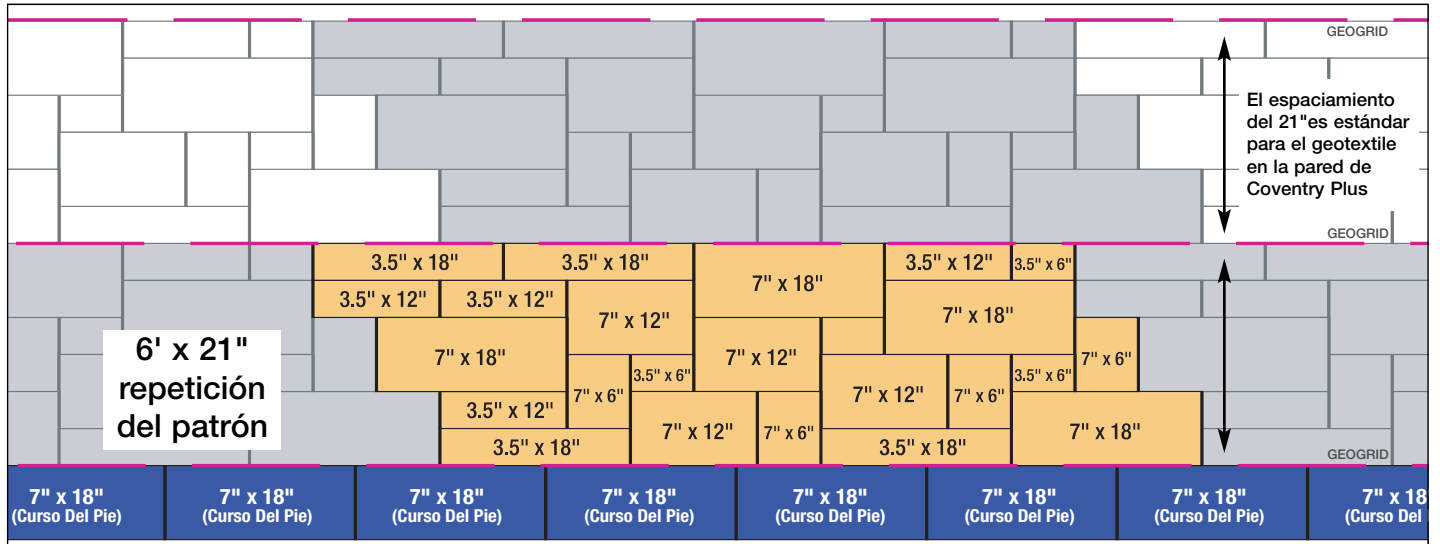 GEOGRID
El espaciamiento
del 21"es estándar
para el geotextile
en la pared de
Coventry Plus
GEOGRID
3.5" x 18"
3.5" x 18"
7" x 18"
3.5" x 12"
3.5" x 6"
3.5" x 12"
3.5" x 12"
7" x 12"
7" x 18"
6' x 21"
repetición
del patrón
7" x 18"
7" x 12"
7" x 6"
3.5" x 6"
3.5" x 6"
7" x 6"
7" x 12"
7" x 6"
3.5" x 12"
7" x 12"
7" x 6"
7" x 18"
3.5" x 18"
3.5" x 18"
GEOGRID
7" x 18"
(Curso Del Pie)
7" x 18"
(Curso Del Pie)
7" x 18"
(Curso Del Pie)
7" x 18"
(Curso Del Pie)
7" x 18"
(Curso Del Pie)
7" x 18"
(Curso Del Pie)
7" x 18"
(Curso Del Pie)
7" x 18
(Curso Del